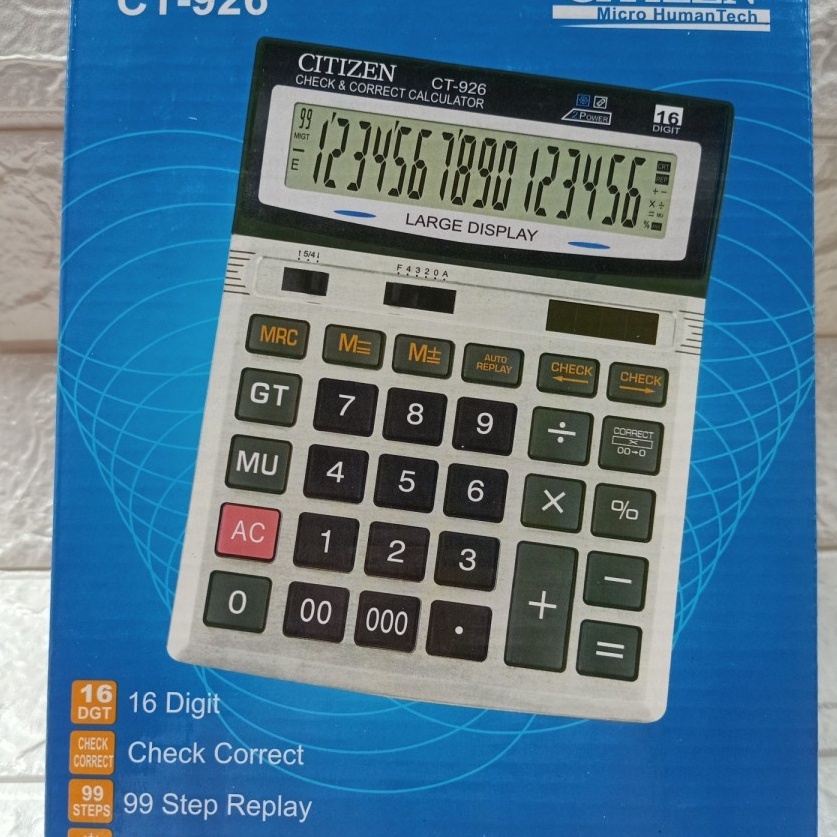 CT-926
CITIZEN
Micro HumanTech
CITIZEN
CT-926
CHECK & CORRECT CALCULATOR
2 POWER
16
DIGIT
99
MIGT
E
1234567890123456
LARGE DISPLAY
F 4 3 2 0 A
MRC
AUTO
REPLAY
CHECK
CHECK
GT
7
8
9
÷
CORRECT
00→0
MU
4
5
6
×
%
AC
1
2
3
+
−
0
00
000
.
=
16
DGT
16 Digit
CHECK
CORRECT
Check Correct
99
STEPS
99 Step Replay